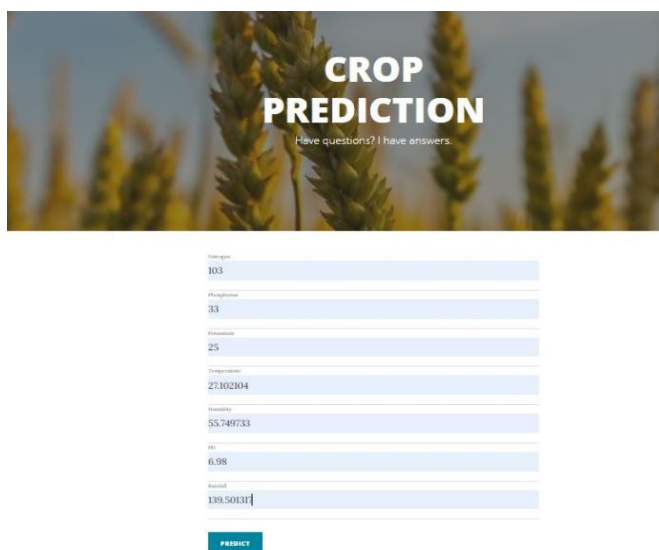 CROP
PREDICTION
Have questions? I have answers.
Nitrogen
103
Phosphorus
33
Potassium
25
Temperature
27.102104
Humidity
55.749733
PH
6.98
Rainfall
139.501317
PREDICT